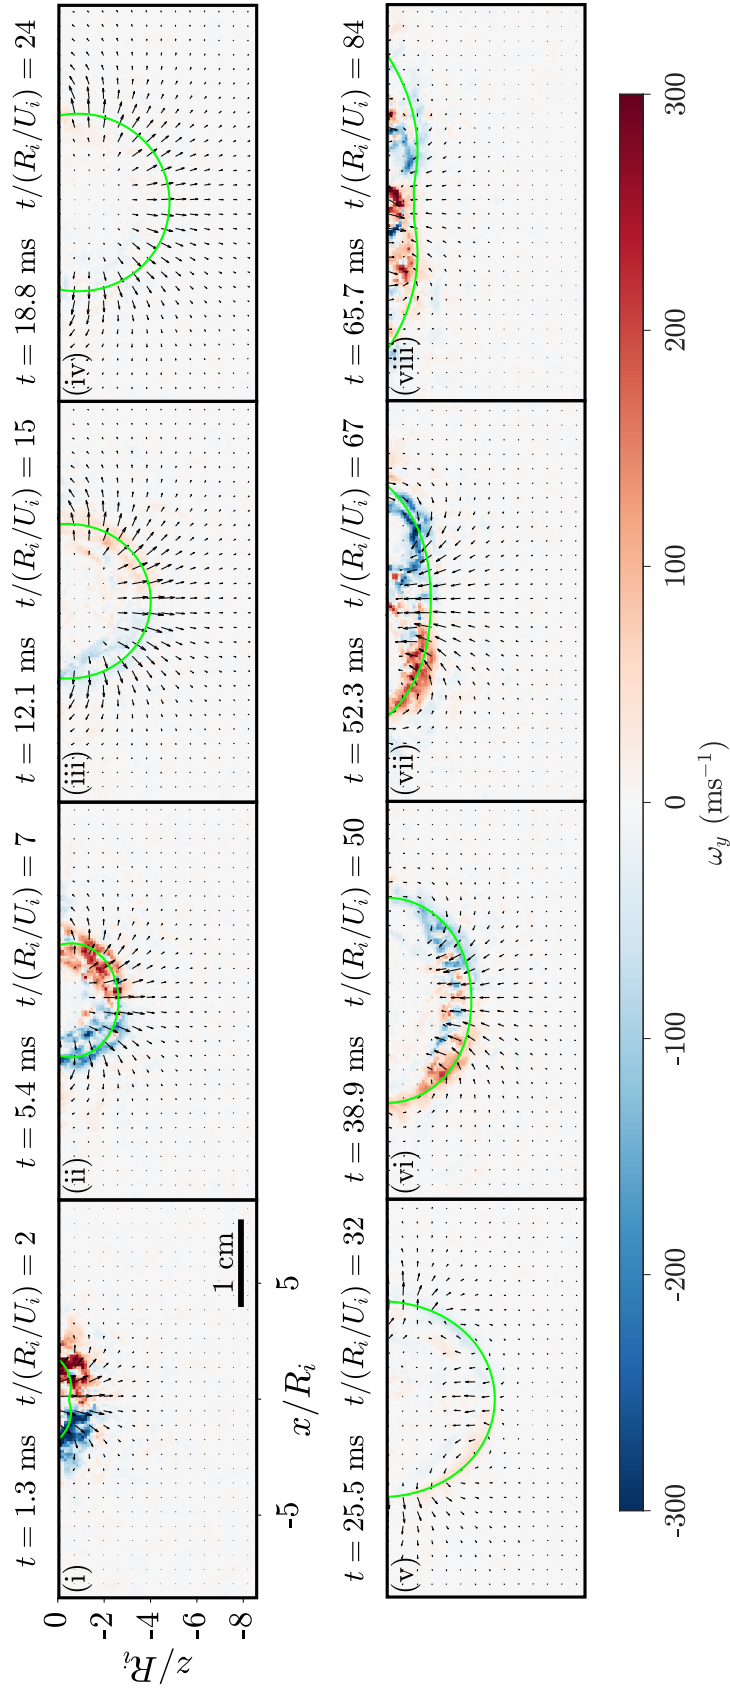 t = 1.3 ms t/(R_i/U_i) = 2
t = 5.4 ms t/(R_i/U_i) = 7
t = 12.1 ms t/(R_i/U_i) = 15
t = 18.8 ms t/(R_i/U_i) = 24
(i)
(ii)
(iii)
(iv)
0
-2
-4
-6
-8
z/R_i
1 cm
-5
5
x/R_i
t = 25.5 ms t/(R_i/U_i) = 32
t = 38.9 ms t/(R_i/U_i) = 50
t = 52.3 ms t/(R_i/U_i) = 67
t = 65.7 ms t/(R_i/U_i) = 84
(v)
(vi)
(vii)
(viii)
-300
-200
-100
0
100
200
300
ω_y (ms⁻¹)